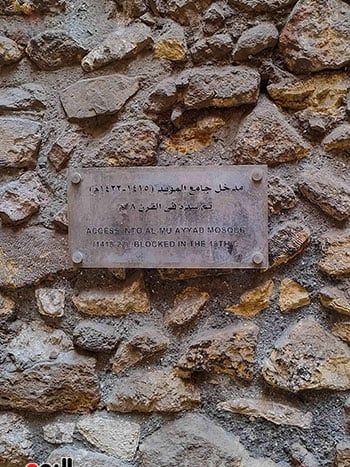 مدخل جامع المؤيد (١٤١٥-١٤٢٢م)
تم سده فى القرن ١٨م
ACCESS INTO AL MU'AYYAD MOSQUE
(1415-22), BLOCKED IN THE 18TH C